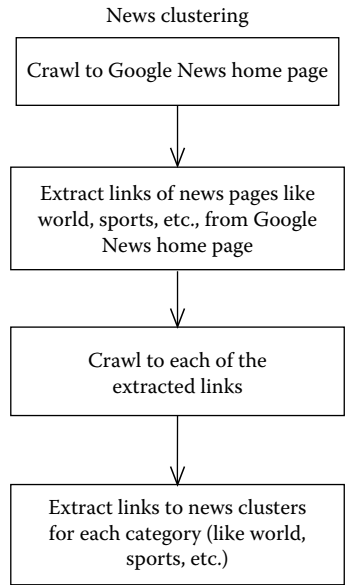 News clustering
Crawl to Google News home page
Extract links of news pages like
world, sports, etc., from Google
News home page
Crawl to each of the
extracted links
Extract links to news clusters
for each category (like world,
sports, etc.)